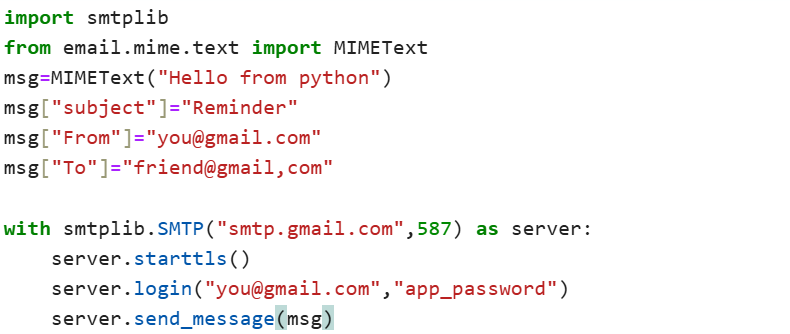 import smtplib
from email.mime.text import MIMEText
msg=MIMEText("Hello from python")
msg["subject"]="Reminder"
msg["From"]="you@gmail.com"
msg["To"]="friend@gmail,com"

with smtplib.SMTP("smtp.gmail.com",587) as server:
    server.starttls()
    server.login("you@gmail.com","app_password")
    server.send_message(msg)